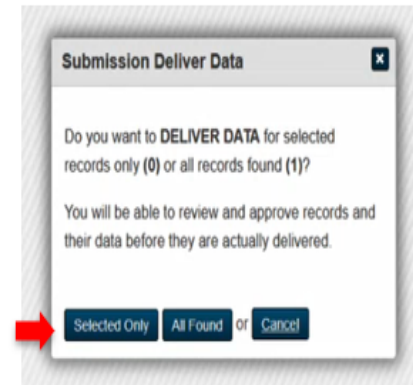 Submission Deliver Data x
Do you want to DELIVER DATA for selected
records only (0) or all records found (1)?
You will be able to review and approve records and
their data before they are actually delivered.
Selected Only All Found or Cancel